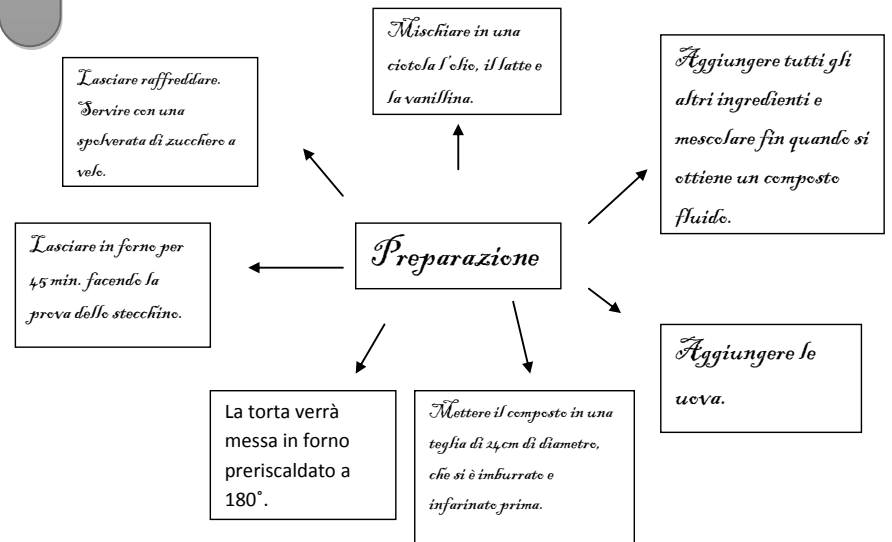 Mischiare in una
ciotola l'olio, il latte e
la vanillina.
Aggiungere tutti gli
altri ingredienti e
mescolare fin quando si
ottiene un composto
fluido.
Lasciare raffreddare.
Servire con una
spolverata di zucchero a
velo.
Preparazione
Lasciare in forno per
45 min. facendo la
prova dello stecchino.
Aggiungere le
uova.
La torta verrà
messa in forno
preriscaldato a
180°.
Mettere il composto in una
teglia di 24cm di diametro,
che si è imburrato e
infarinato prima.